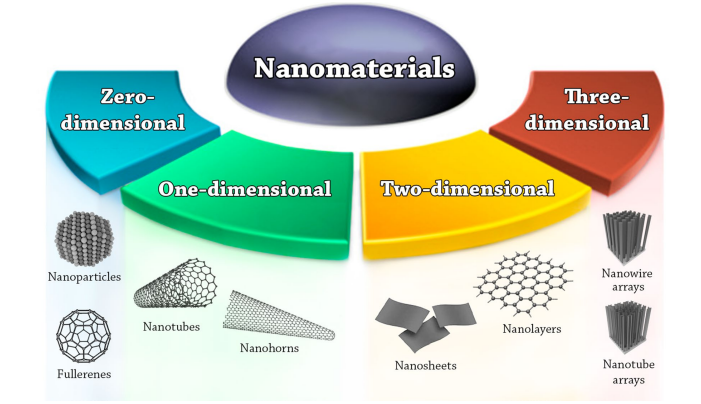 Nanomaterials
Zero-
dimensional
One-dimensional
Two-dimensional
Three-
dimensional
Nanoparticles
Fullerenes
Nanotubes
Nanohorns
Nanosheets
Nanolayers
Nanowire
arrays
Nanotube
arrays